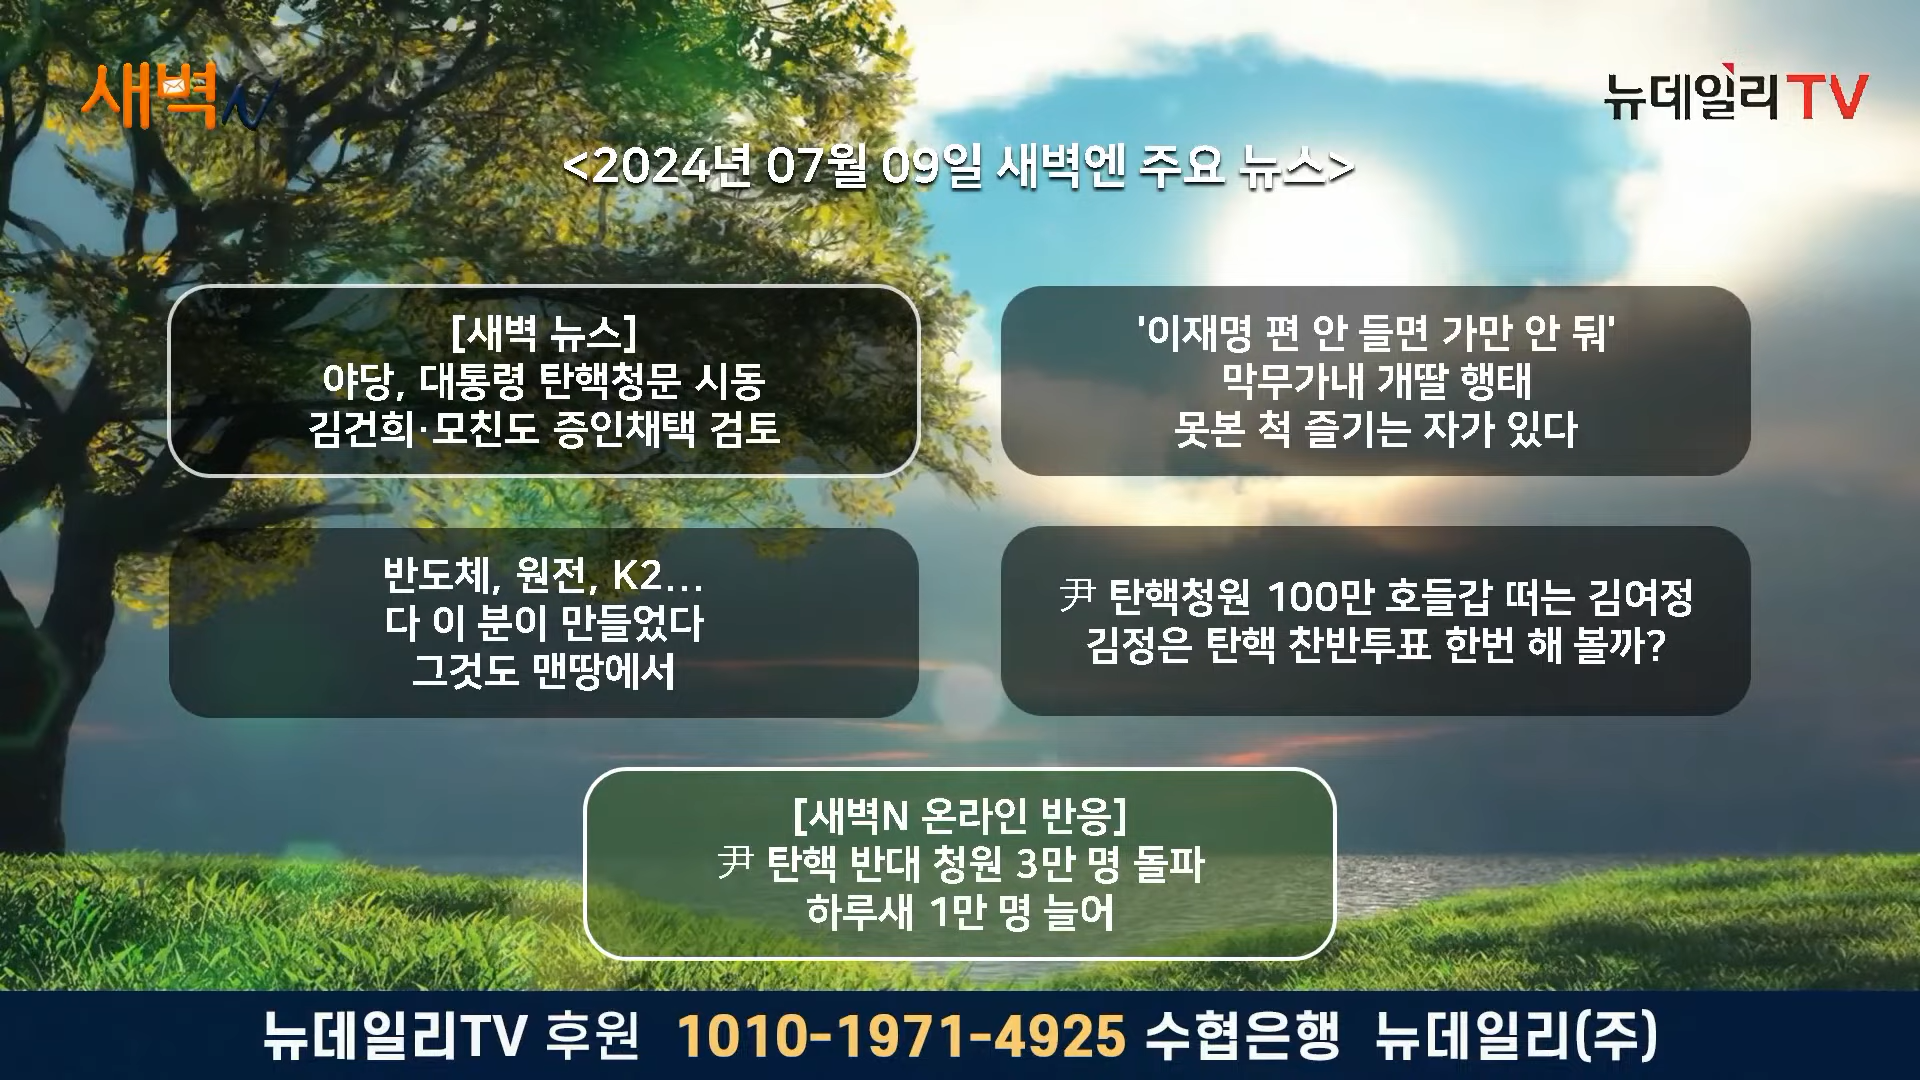 새벽N
뉴데일리TV
<2024년 07월 09일 새벽엔 주요 뉴스>
[새벽 뉴스]
야당, 대통령 탄핵청문 시동
김건희·모친도 증인채택 검토
'이재명 편 안 들면 가만 안 둬'
막무가내 개딸 행태
못본 척 즐기는 자가 있다
반도체, 원전, K2...
다 이 분이 만들었다
그것도 맨땅에서
尹 탄핵청원 100만 호들갑 떠는 김여정
김정은 탄핵 찬반투표 한번 해 볼까?
[새벽N 온라인 반응]
尹 탄핵 반대 청원 3만 명 돌파
하루새 1만 명 늘어
뉴데일리TV 후원 1010-1971-4925 수협은행 뉴데일리(주)